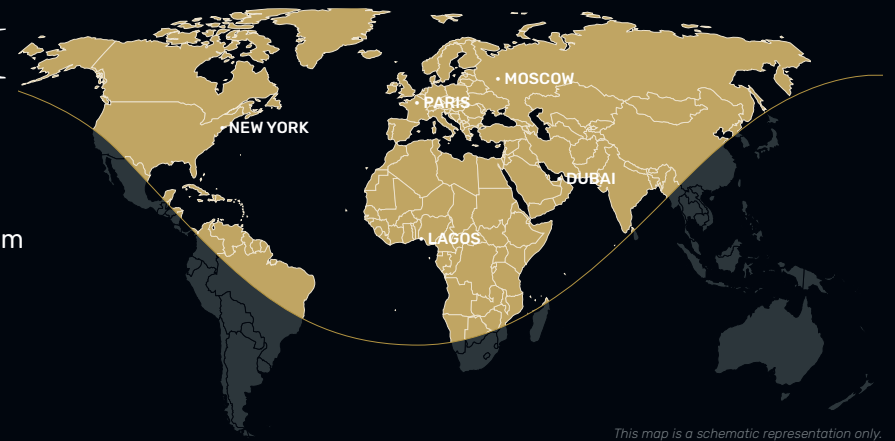 MOSCOW
PARIS
NEW YORK
DUBAI
LAGOS
m
This map is a schematic representation only.